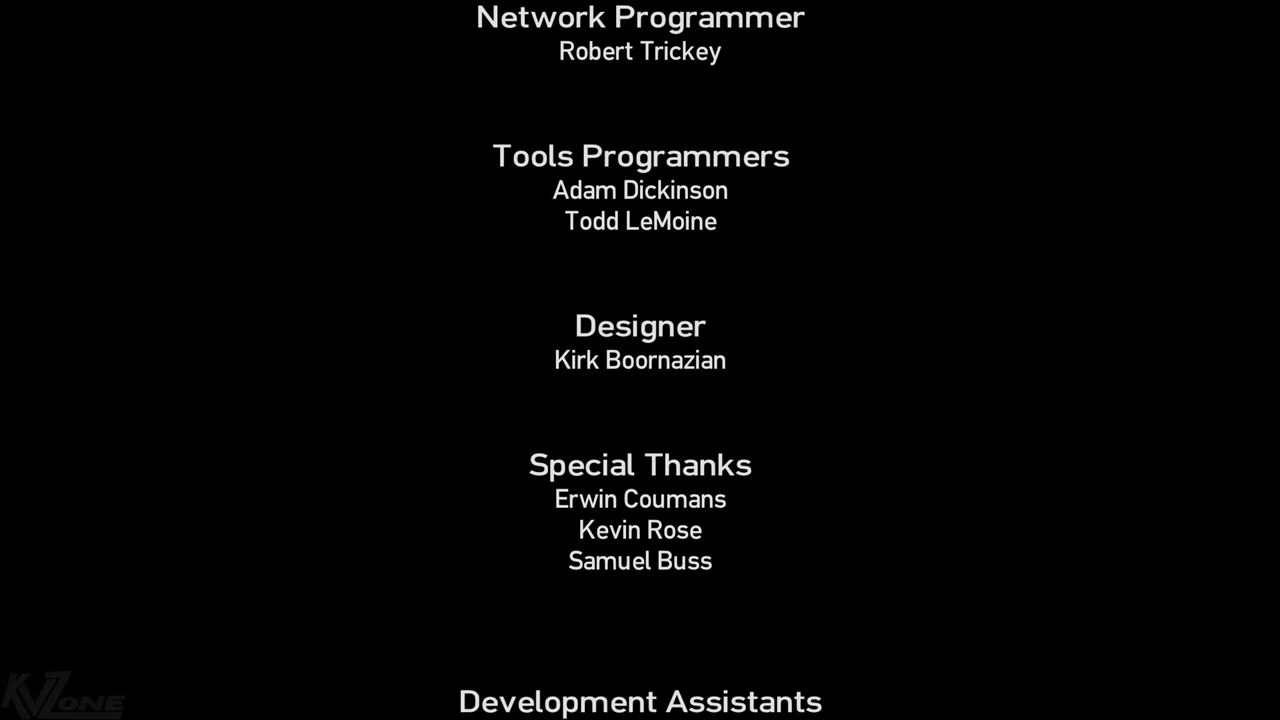 Network Programmer
Robert Trickey
Tools Programmers
Adam Dickinson
Todd LeMoine
Designer
Kirk Boornazian
Special Thanks
Erwin Coumans
Kevin Rose
Samuel Buss
KVZONE
Development Assistants